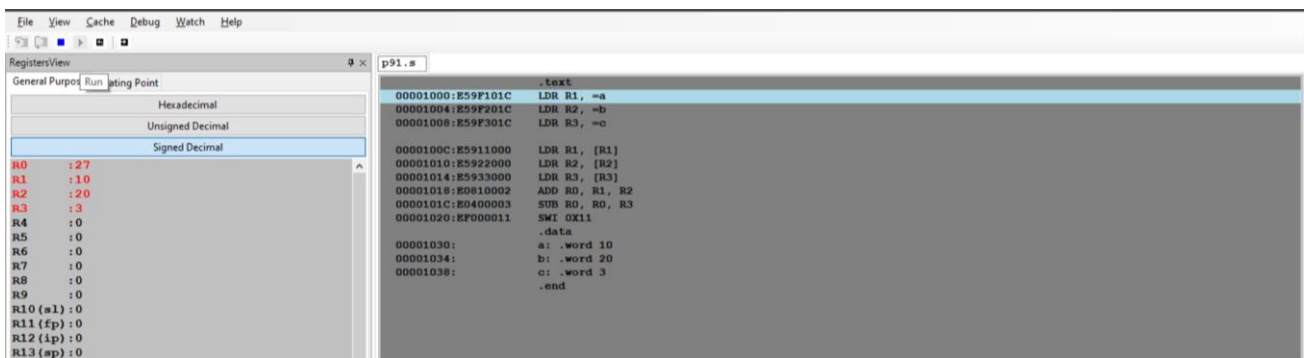 File View Cache Debug Watch Help
RegistersView
p91.s
General Purpos Run ating Point
Hexadecimal
Unsigned Decimal
Signed Decimal
R0 :27
R1 :10
R2 :20
R3 :3
R4 :0
R5 :0
R6 :0
R7 :0
R8 :0
R9 :0
R10(sl):0
R11(fp):0
R12(ip):0
R13(sp):0
.text
00001000:E59F101C LDR R1, =a
00001004:E59F201C LDR R2, =b
00001008:E59F301C LDR R3, =c
0000100C:E5911000 LDR R1, [R1]
00001010:E5922000 LDR R2, [R2]
00001014:E5933000 LDR R3, [R3]
00001018:E0810002 ADD R0, R1, R2
0000101C:E0400003 SUB R0, R0, R3
00001020:EF000011 SWI 0X11
.data
00001030: a: .word 10
00001034: b: .word 20
00001038: c: .word 3
.end